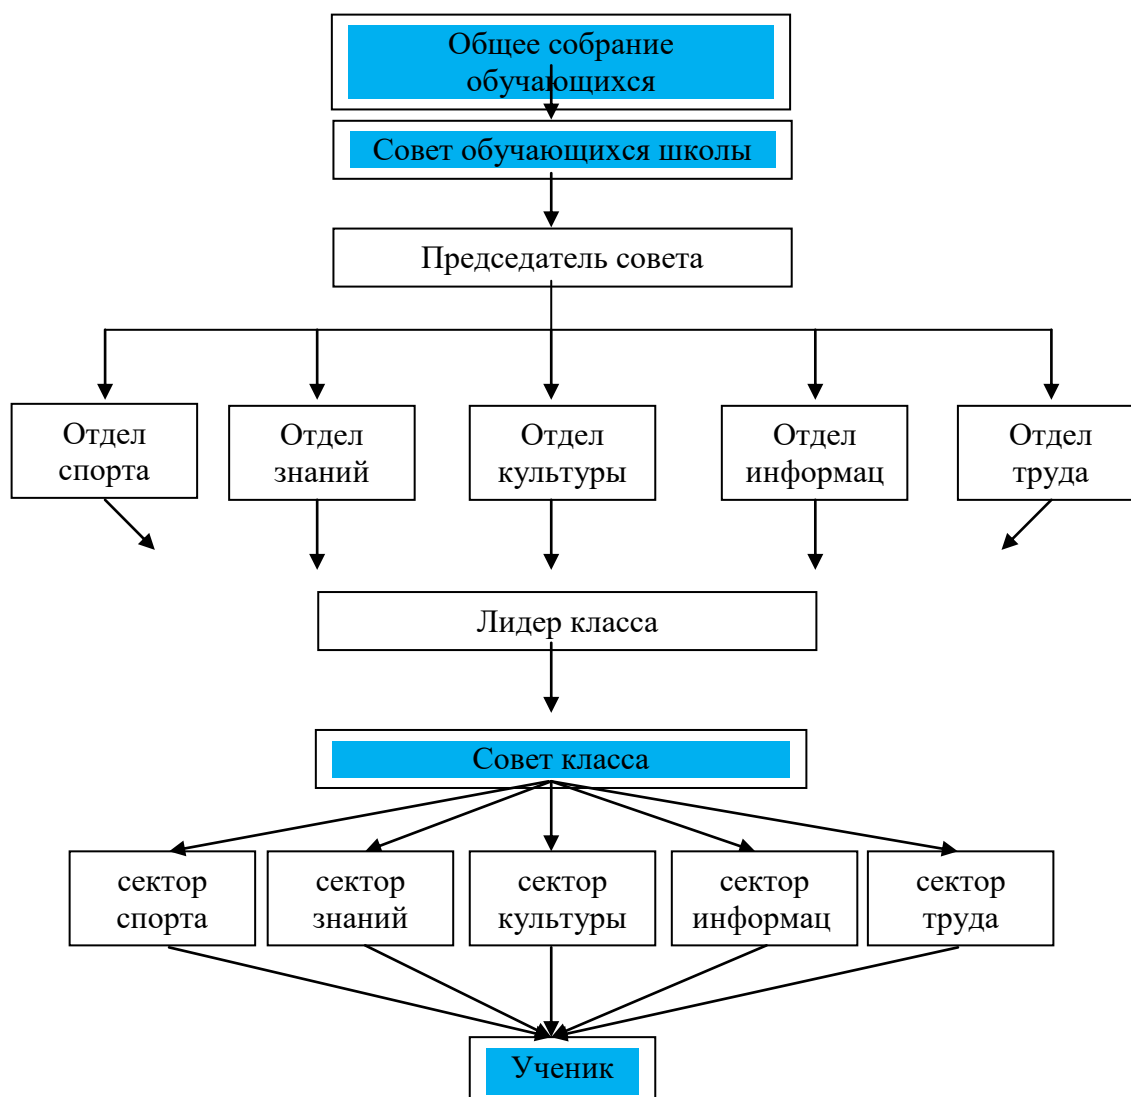 Общее собрание
обучающихся
Совет обучающихся школы
Председатель совета
Отдел
спорта
Отдел
знаний
Отдел
культуры
Отдел
информац
Отдел
труда
Лидер класса
Совет класса
сектор
спорта
сектор
знаний
сектор
культуры
сектор
информац
сектор
труда
Ученик